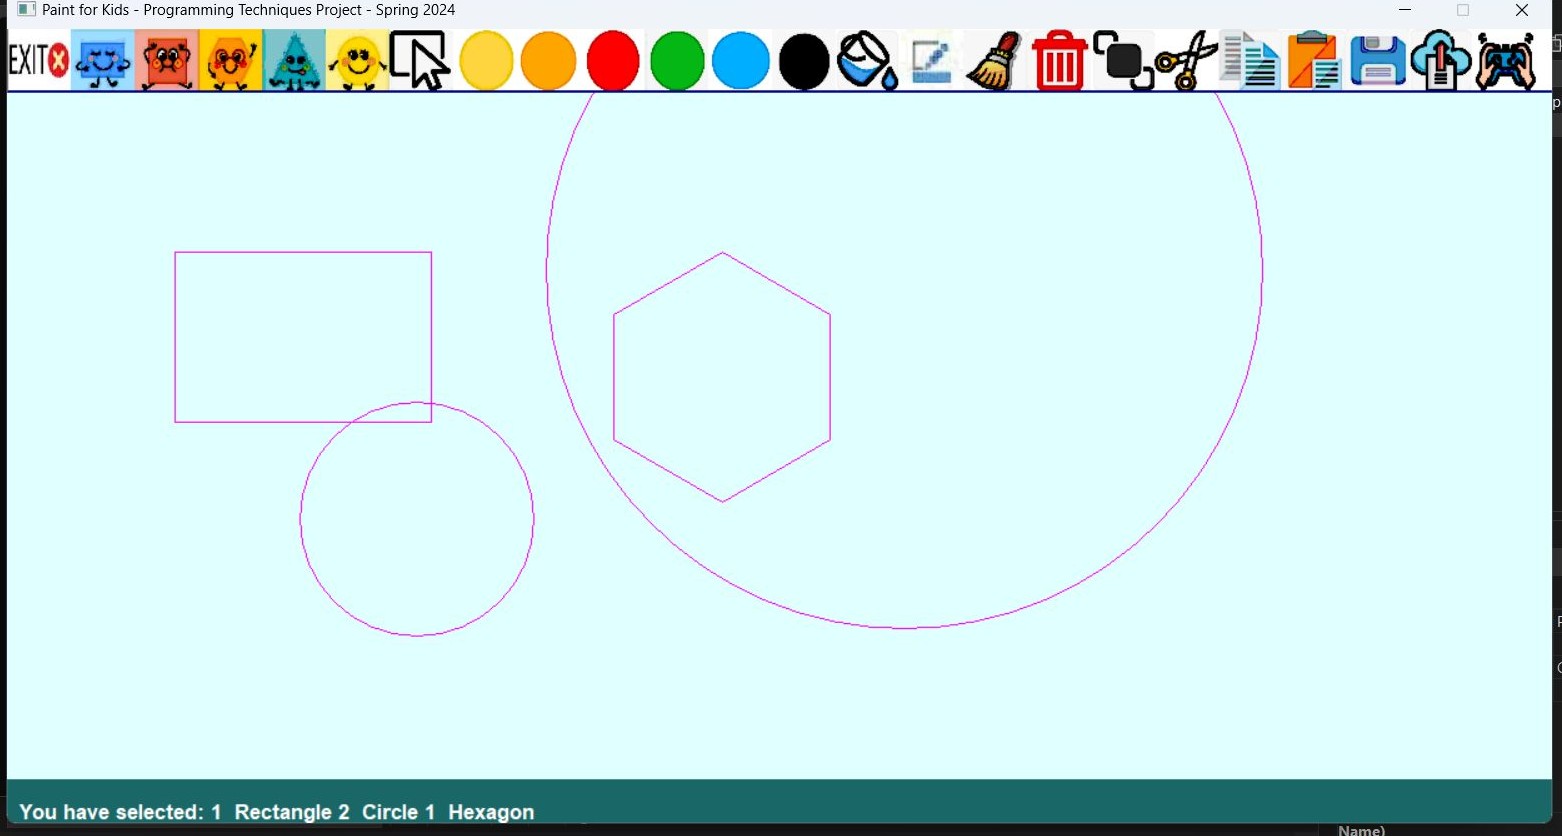 Paint for Kids - Programming Techniques Project - Spring 2024
EXIT
You have selected: 1 Rectangle 2 Circle 1 Hexagon
Name)